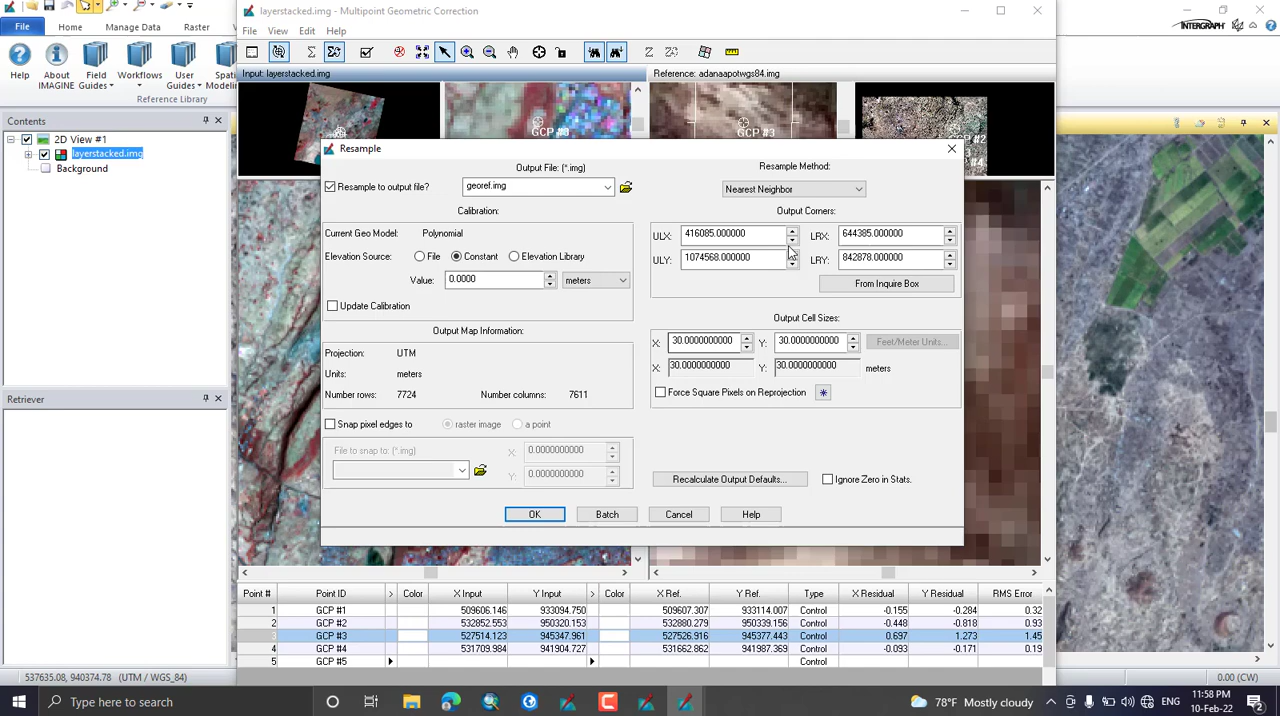 layerstacked.img - Multipoint Geometric Correction
File Home Manage Data Raster
File View Edit Help
INTERGRAPH
Help About IMAGINE Field Guides Workflows User Guides Spati Modelin
Reference Library
Input: layerstacked.img
Reference: adanaapotwgs84.img
Contents
2D View #1
layerstacked.img
Background
Retriever
GCP #3
GCP #2
Resample
Output File: (*.img)
Resample to output file?
georef.img
Resample Method:
Nearest Neighbor
Calibration:
Current Geo Model: Polynomial
Elevation Source: File Constant Elevation Library
Value: 0.0000 meters
Update Calibration
Output Map Information:
Projection: UTM
Units: meters
Number rows: 7724 Number columns: 7611
Snap pixel edges to raster image a point
File to snap to: (*.img)
X: 0.0000000000
Y: 0.0000000000
Output Corners:
ULX: 416085.000000 LRX: 644385.000000
ULY: 1074568.000000 LRY: 842878.000000
From Inquire Box
Output Cell Sizes:
X: 30.0000000000 Y: 30.0000000000 Feet/Meter Units...
X: 30.0000000000 Y: 30.0000000000 meters
Force Square Pixels on Reprojection
Recalculate Output Defaults... Ignore Zero in Stats.
OK Batch Cancel Help
Point # Point ID > Color X Input Y Input > Color X Ref. Y Ref. Type X Residual Y Residual RMS Error
1 GCP #1 509606.146 933094.750 509607.307 933114.007 Control -0.155 -0.284 0.32
2 GCP #2 532852.553 950320.153 532880.279 950339.156 Control -0.448 -0.818 0.93
3 GCP #3 527514.123 945347.961 527526.916 945377.443 Control 0.697 1.273 1.45
4 GCP #4 531709.984 941904.727 531662.862 941987.369 Control -0.093 -0.171 0.19
5 GCP #5 Control
537635.08, 940374.78 (UTM / WGS_84)
0.00 (CW)
Type here to search
78°F Mostly cloudy
ENG
11:58 PM
10-Feb-22
2